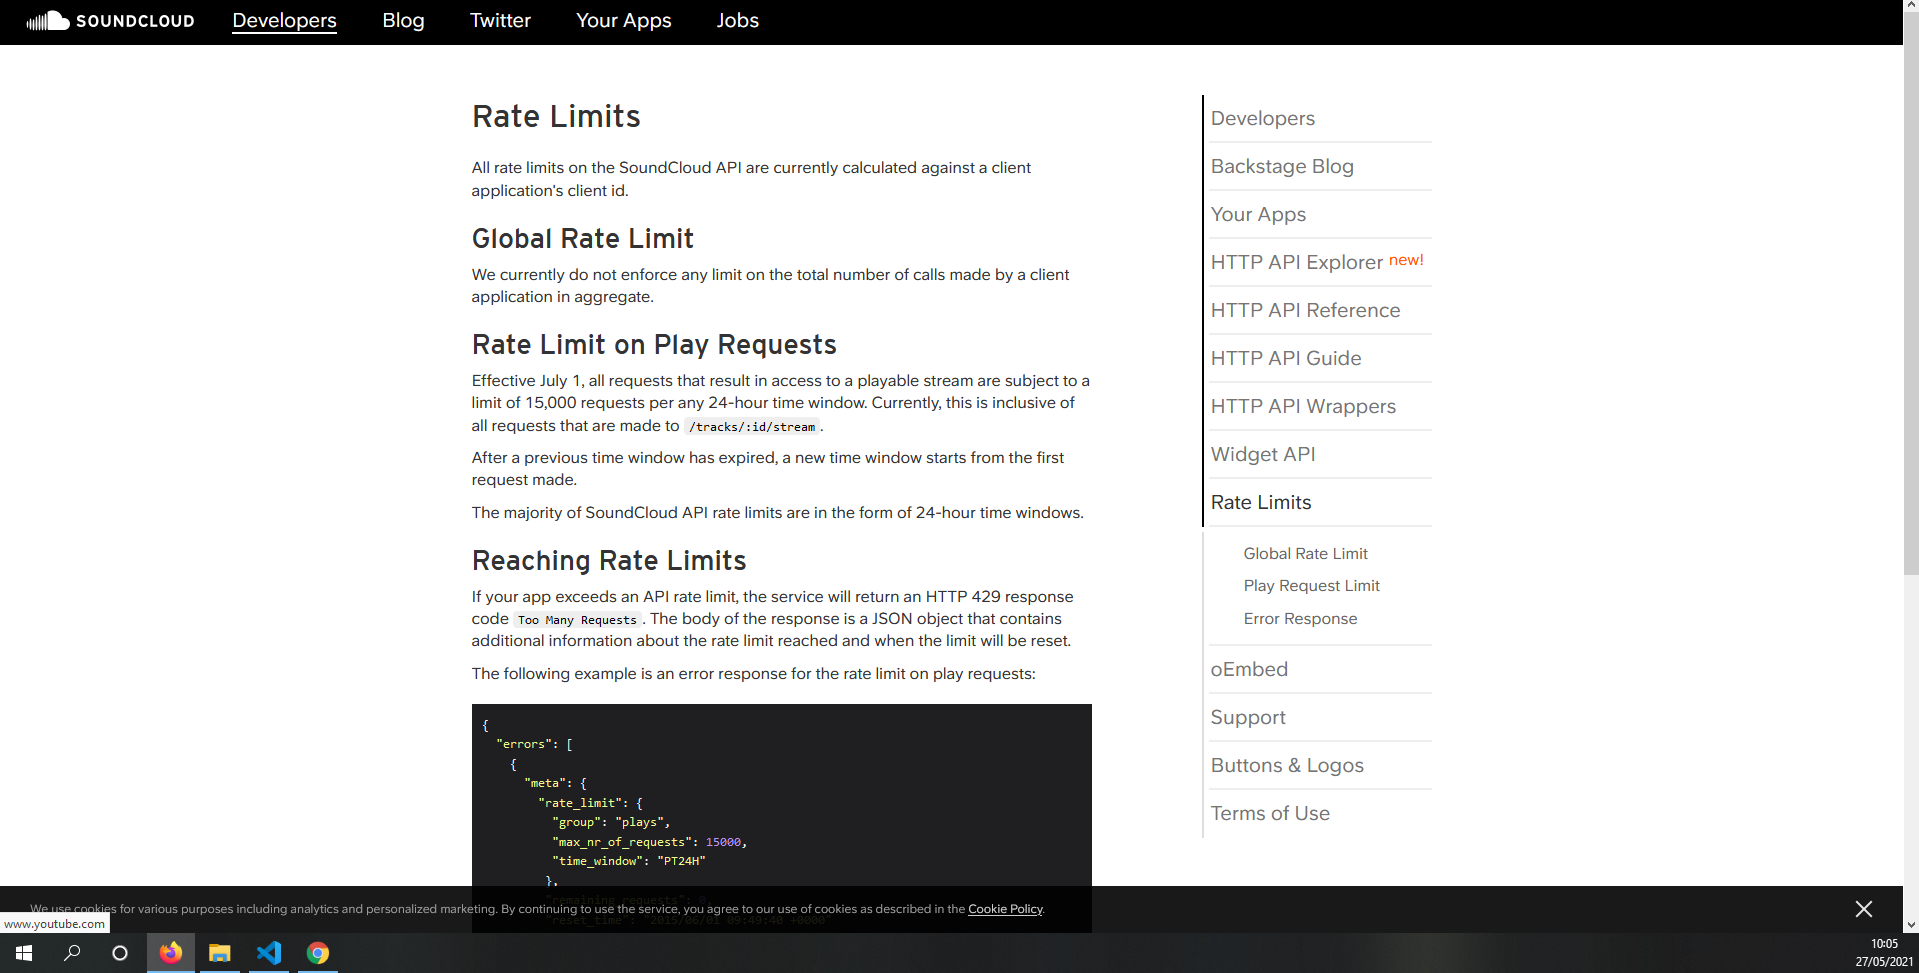 SOUNDCLOUD Developers Blog Twitter Your Apps Jobs
Rate Limits
All rate limits on the SoundCloud API are currently calculated against a client
application's client id.
Global Rate Limit
We currently do not enforce any limit on the total number of calls made by a client
application in aggregate.
Rate Limit on Play Requests
Effective July 1, all requests that result in access to a playable stream are subject to a
limit of 15,000 requests per any 24-hour time window. Currently, this is inclusive of
all requests that are made to /tracks/:id/stream.
After a previous time window has expired, a new time window starts from the first
request made.
The majority of SoundCloud API rate limits are in the form of 24-hour time windows.
Reaching Rate Limits
If your app exceeds an API rate limit, the service will return an HTTP 429 response
code Too Many Requests. The body of the response is a JSON object that contains
additional information about the rate limit reached and when the limit will be reset.
The following example is an error response for the rate limit on play requests:
{
"errors": [
{
"meta": {
"rate_limit": {
"group": "plays",
"max_nr_of_requests": 15000,
"time_window": "PT24H"
},
"remaining_requests": 0,
"reset_time": "2015/06/01 09:49:40 +0000"
Developers
Backstage Blog
Your Apps
HTTP API Explorer new!
HTTP API Reference
HTTP API Guide
HTTP API Wrappers
Widget API
Rate Limits
Global Rate Limit
Play Request Limit
Error Response
oEmbed
Support
Buttons & Logos
Terms of Use
We use cookies for various purposes including analytics and personalized marketing. By continuing to use the service, you agree to our use of cookies as described in the Cookie Policy.
www.youtube.com
10:05
27/05/2021